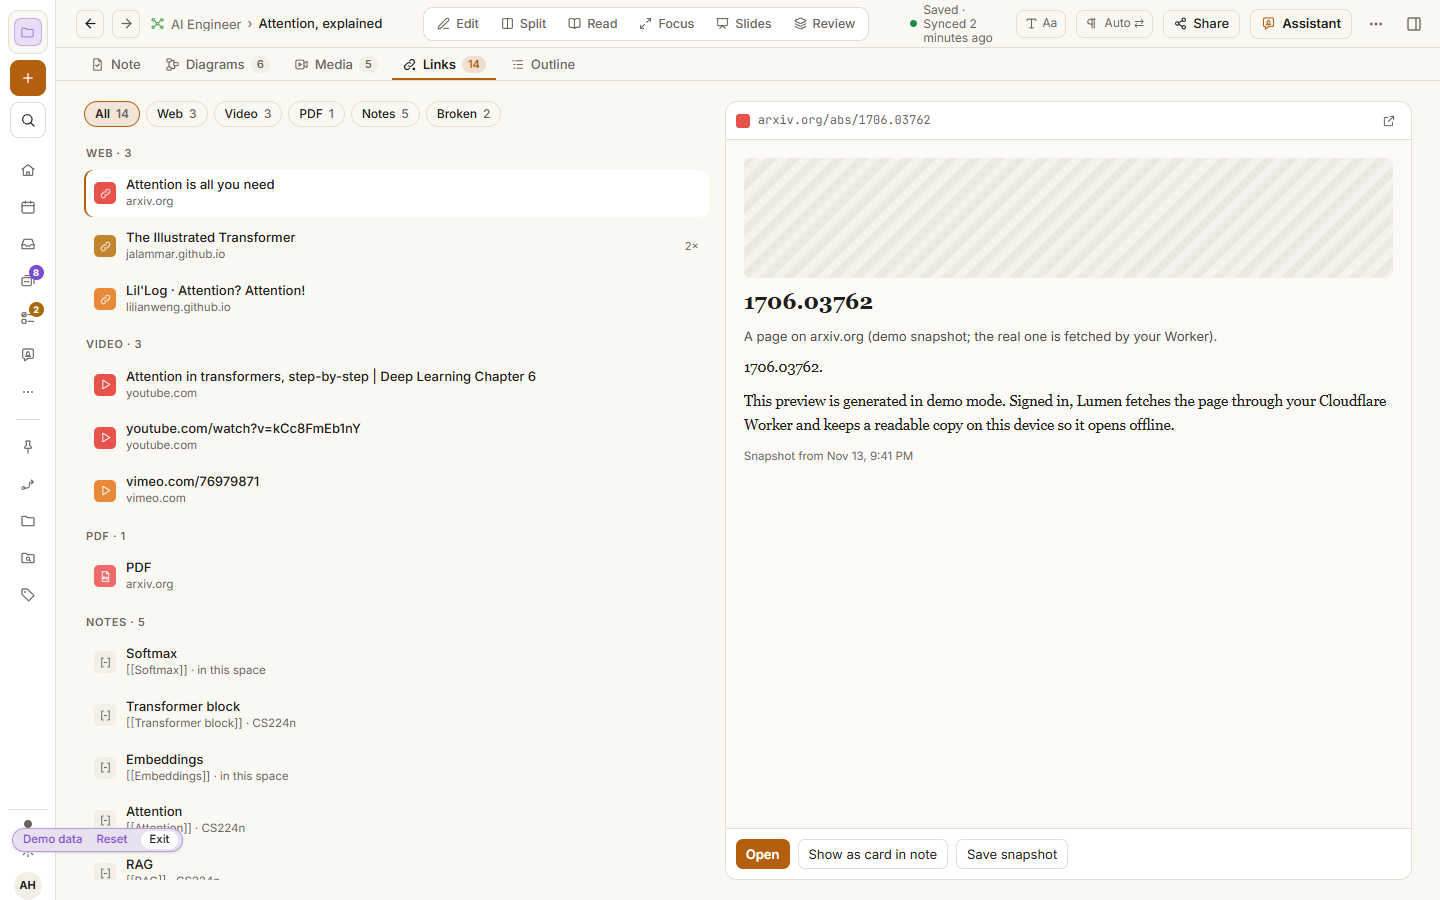 AI Engineer › Attention, explained
Edit
Split
Read
Focus
Slides
Review
Saved ·
Synced 2
minutes ago
Aa
Auto
Share
Assistant
Note
Diagrams 6
Media 5
Links 14
Outline
All 14
Web 3
Video 3
PDF 1
Notes 5
Broken 2
WEB · 3
Attention is all you need
arxiv.org
The Illustrated Transformer
jalammar.github.io
2×
Lil'Log · Attention? Attention!
lilianweng.github.io
VIDEO · 3
Attention in transformers, step-by-step | Deep Learning Chapter 6
youtube.com
youtube.com/watch?v=kCc8FmEb1nY
youtube.com
vimeo.com/76979871
vimeo.com
PDF · 1
PDF
arxiv.org
NOTES · 5
Softmax
[[Softmax]] · in this space
Transformer block
[[Transformer block]] · CS224n
Embeddings
[[Embeddings]] · in this space
Attention
[[Attention]] · CS224n
RAG
[[RAG]] · CS224n
8
2
Demo data
Reset
Exit
AH
arxiv.org/abs/1706.03762
1706.03762
A page on arxiv.org (demo snapshot; the real one is fetched by your Worker).
1706.03762.
This preview is generated in demo mode. Signed in, Lumen fetches the page through your Cloudflare
Worker and keeps a readable copy on this device so it opens offline.
Snapshot from Nov 13, 9:41 PM
Open
Show as card in note
Save snapshot